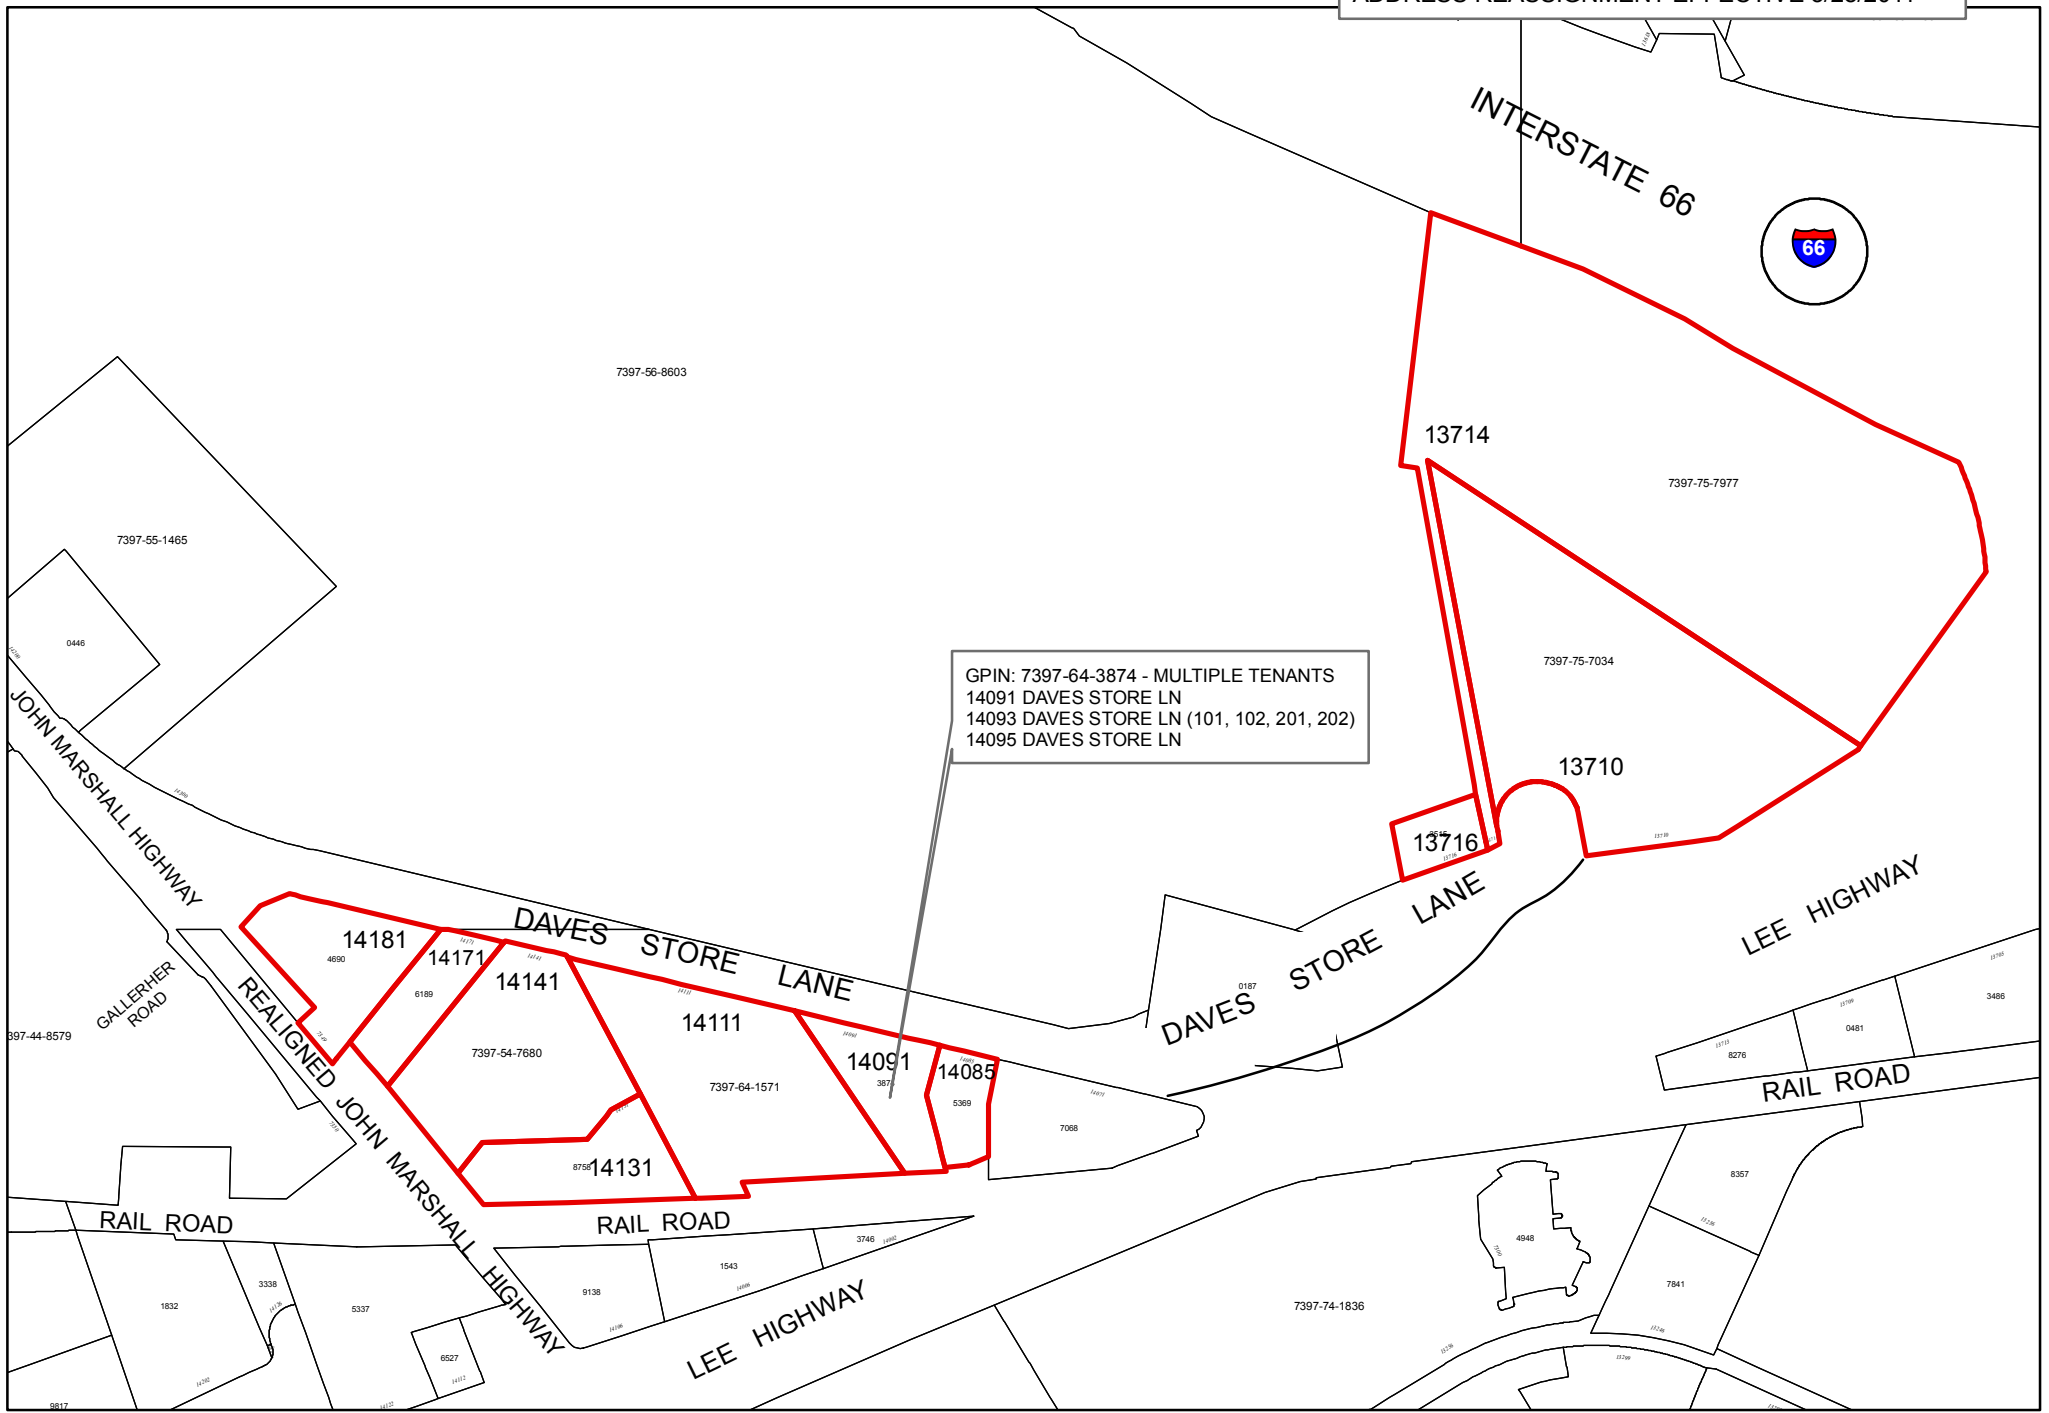 INTERSTATE 66
66
7397-56-8603
13714
7397-75-7977
7397-55-1465
0446
7397-75-7034
GPIN: 7397-64-3874 - MULTIPLE TENANTS
14091 DAVES STORE LN
14093 DAVES STORE LN (101, 102, 201, 202)
14095 DAVES STORE LN
JOHN MARSHALL HIGHWAY
13710
13716
DAVES STORE LANE
DAVES STORE LANE
LEE HIGHWAY
14181
4690
14171
6189
14141
7397-54-7680
14111
7397-64-1571
14091
14085
5369
7068
0187
GALLERHER
ROAD
397-44-8579
REALIGNED JOHN MARSHALL HIGHWAY
8758
14131
3486
0481
8276
RAIL ROAD
RAIL ROAD
RAIL ROAD
8357
4948
7841
3746
1543
9138
3338
1832
5337
6527
9817
LEE HIGHWAY
7397-74-1836